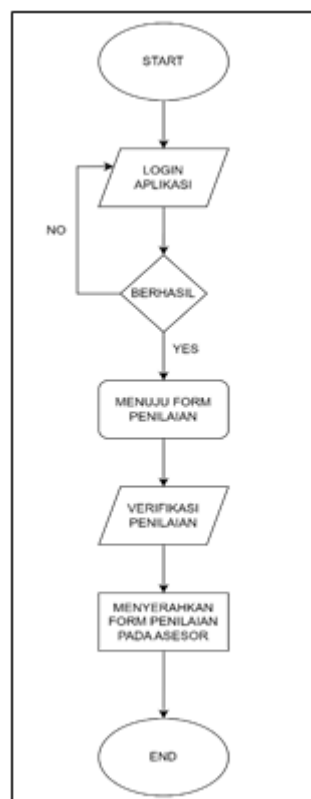 START
LOGIN
APLIKASI
NO
BERHASIL
YES
MENUJU FORM
PENILAIAN
VERIFIKASI
PENILAIAN
MENYERAHKAN
FORM PENILAIAN
PADA ASESOR
END